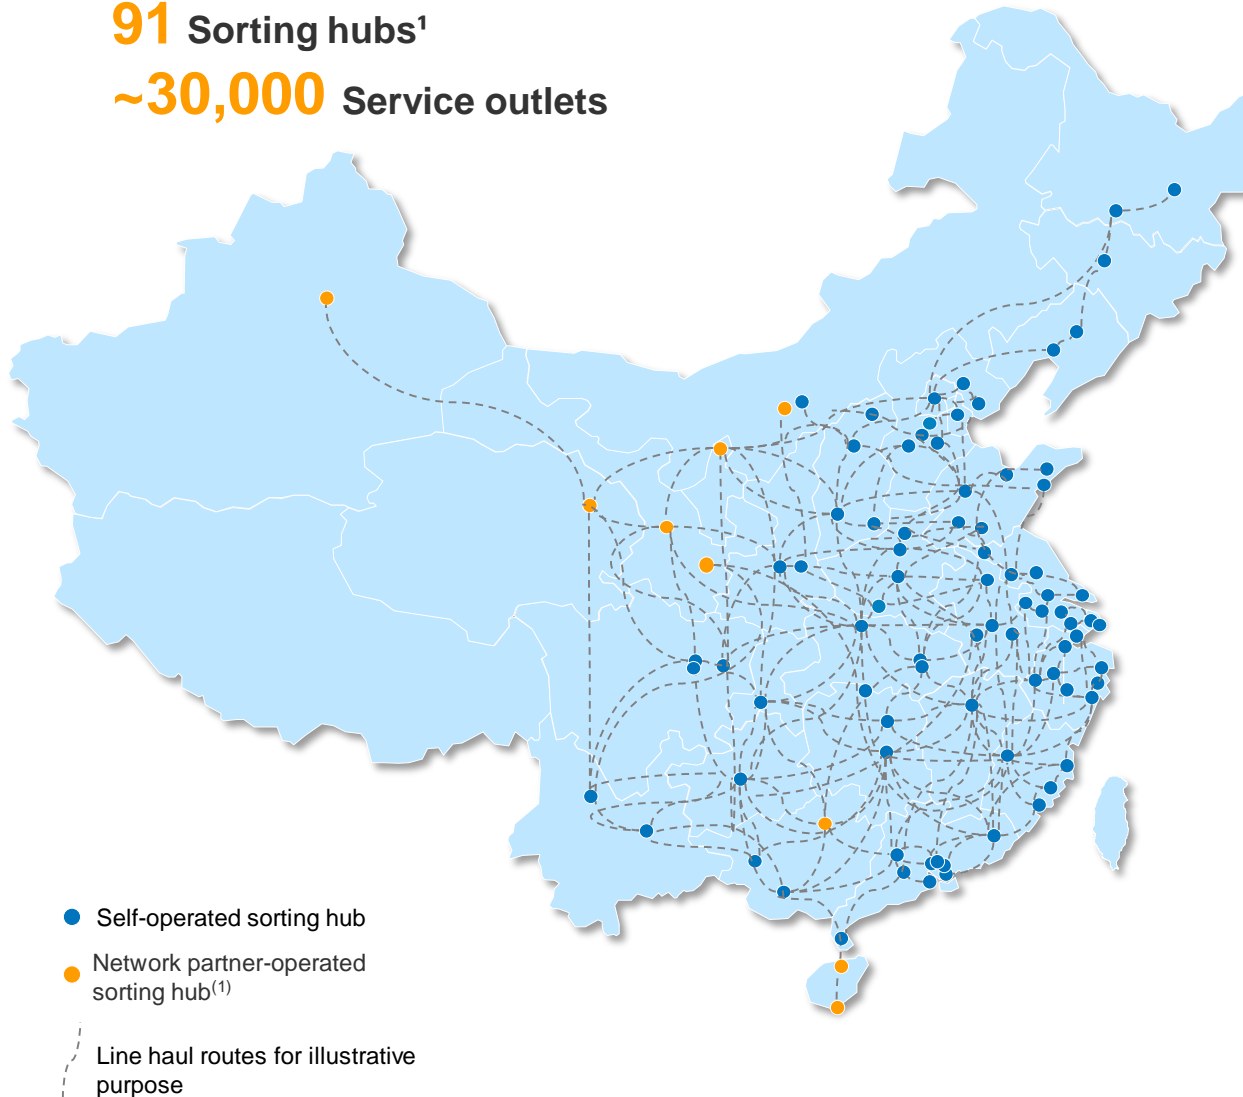 91 Sorting hubs¹
~30,000 Service outlets
Self-operated sorting hub
Network partner-operated
sorting hub⁽¹⁾
Line haul routes for illustrative
purpose